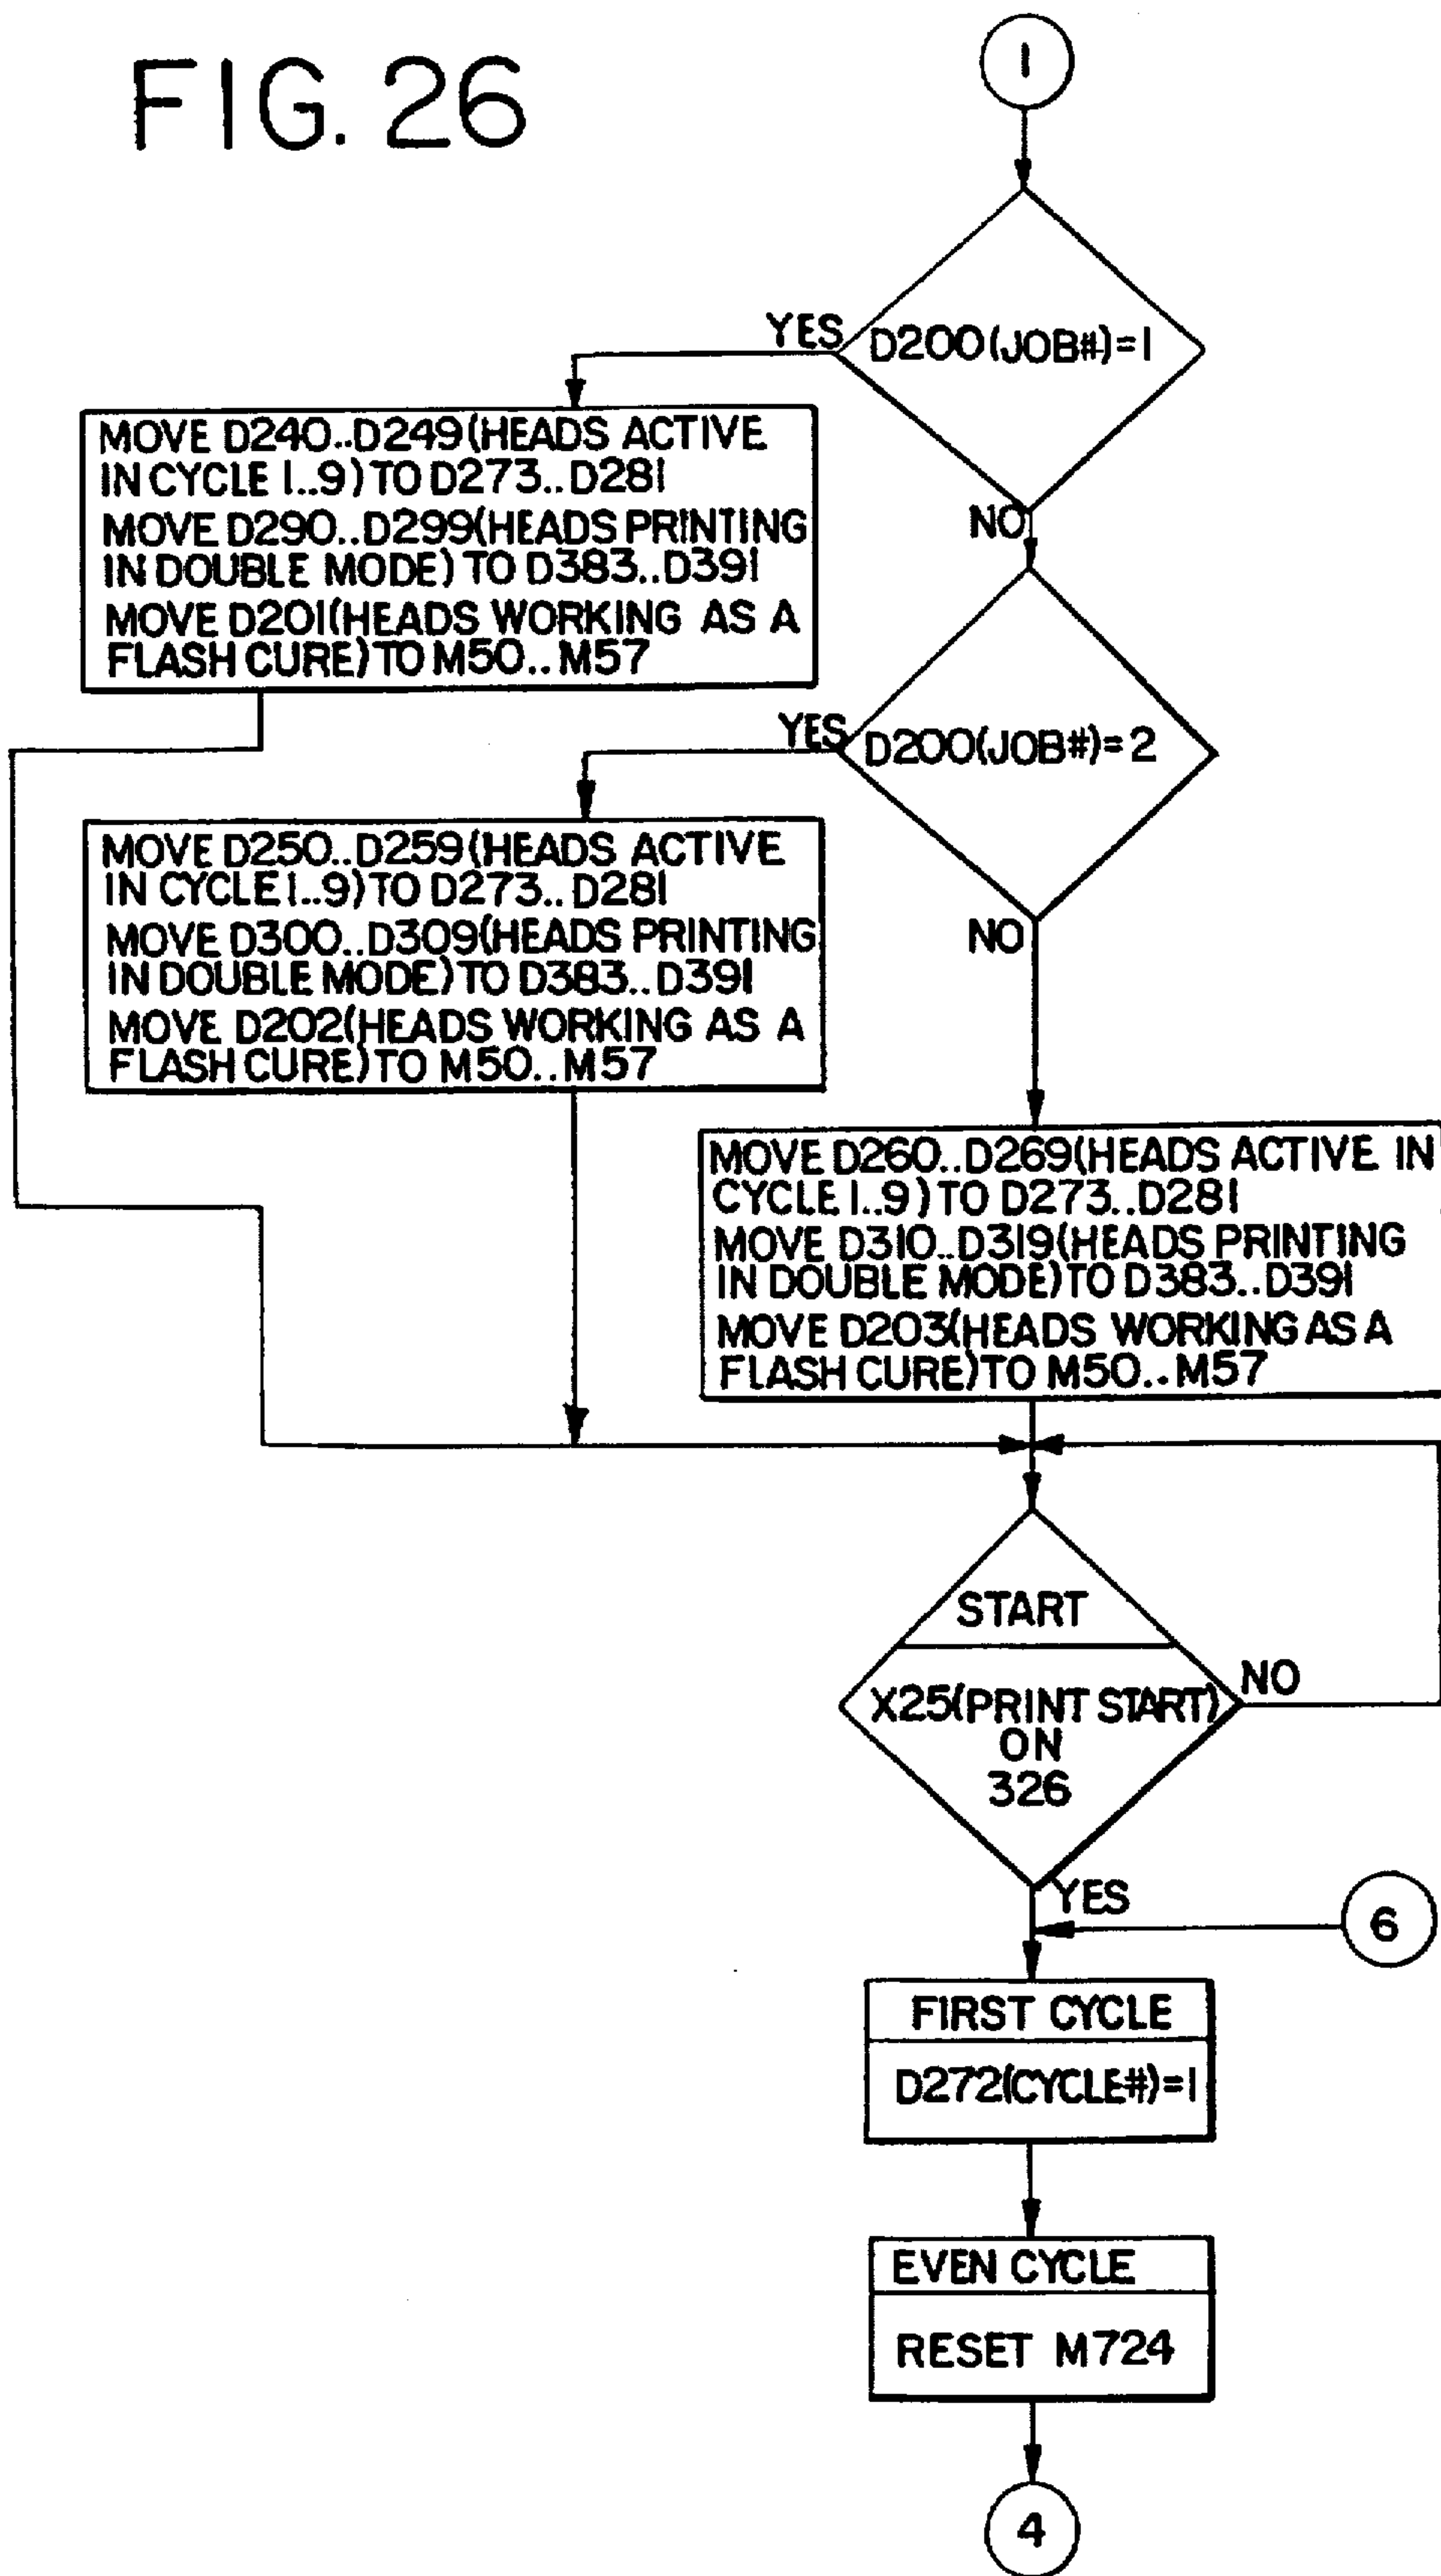 FIG. 26
1
D200(JOB#)=1
YES
NO
MOVE D240..D249(HEADS ACTIVE
IN CYCLE 1..9) TO D273..D281
MOVE D290..D299(HEADS PRINTING
IN DOUBLE MODE) TO D383..D391
MOVE D201(HEADS WORKING AS A
FLASH CURE) TO M50..M57
D200(JOB#)=2
YES
NO
MOVE D250..D259(HEADS ACTIVE
IN CYCLE 1..9) TO D273..D281
MOVE D300..D309(HEADS PRINTING
IN DOUBLE MODE) TO D383..D391
MOVE D202(HEADS WORKING AS A
FLASH CURE) TO M50..M57
MOVE D260..D269(HEADS ACTIVE IN
CYCLE 1..9) TO D273..D281
MOVE D310..D319(HEADS PRINTING
IN DOUBLE MODE) TO D383..D391
MOVE D203(HEADS WORKING AS A
FLASH CURE) TO M50..M57
START
X25(PRINT START)
ON
326
NO
YES
6
FIRST CYCLE
D272(CYCLE#)=1
EVEN CYCLE
RESET M724
4